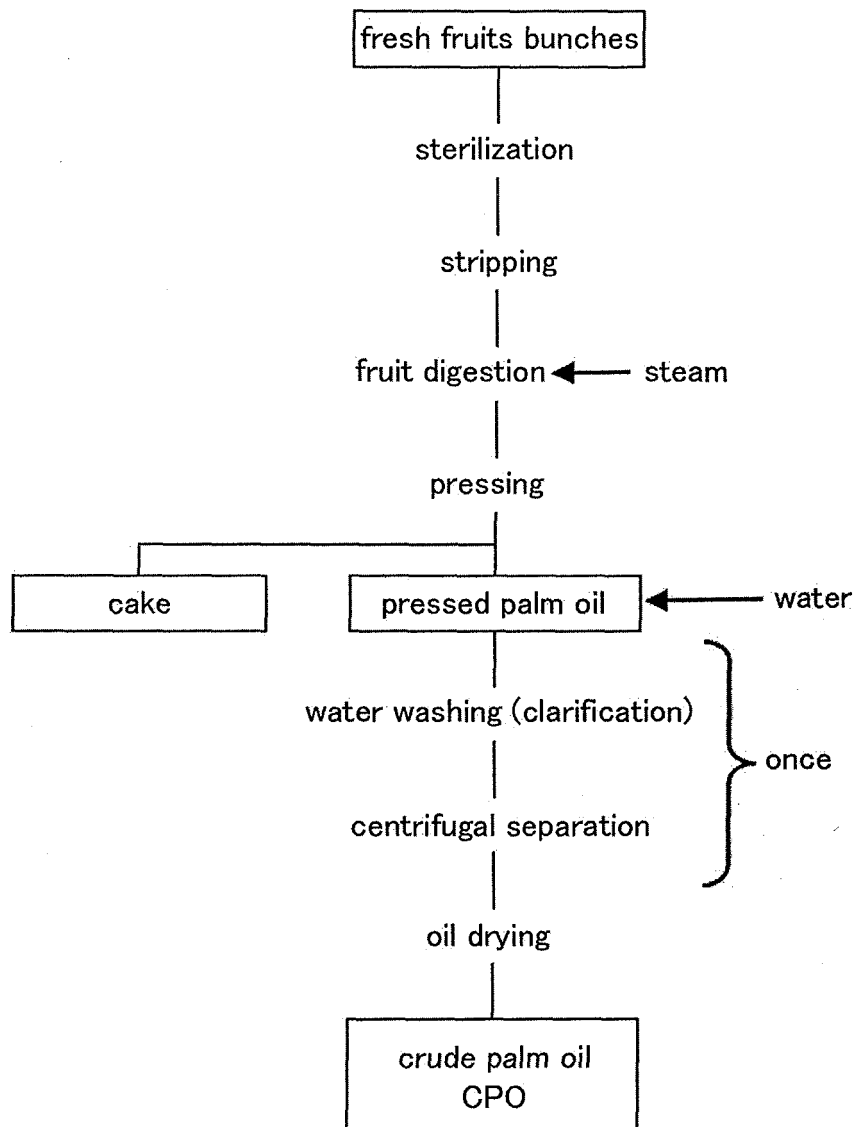 fresh fruits bunches
sterilization
stripping
fruit digestion
steam
pressing
cake
pressed palm oil
water
water washing (clarification)
once
centrifugal separation
oil drying
crude palm oil
CPO